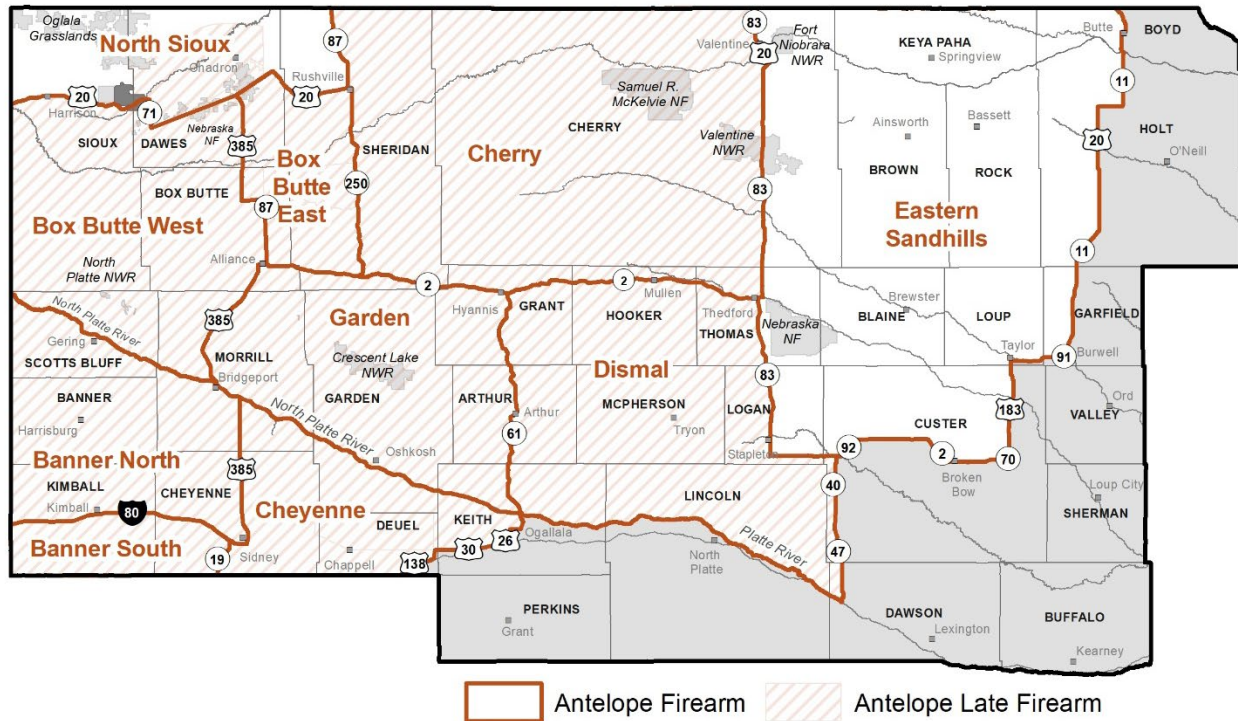 Oglala
Grasslands
North Sioux
Chadron
87
Rushville
83
Valentine
20
Fort
Niobrara
NWR
KEYA PAHA
Springview
Butte
BOYD
11
20
Harrison
71
SIOUX
DAWES
Nebraska
NF
20
385
Box
Butte
East
SHERIDAN
250
CHERRY
Samuel R.
McKelvie NF
Cherry
Valentine
NWR
83
Ainsworth
BROWN
Bassett
ROCK
20
HOLT
O'Neill
BOX BUTTE
87
Box Butte West
Eastern
Sandhills
North
Platte NWR
Alliance
11
2
Hyannis
GRANT
2
Mullen
HOOKER
Thedford
THOMAS
Nebraska
NF
BLAINE
Brewster
LOUP
Taylor
91
GARFIELD
Burwell
North Platte River
Gering
SCOTTS BLUFF
385
MORRILL
Bridgeport
Garden
Crescent Lake
NWR
GARDEN
Dismal
ARTHUR
Arthur
61
MCPHERSON
Tryon
83
LOGAN
Stapleton
CUSTER
183
VALLEY
Ord
BANNER
Harrisburg
North Platte River
Oshkosh
92
2
Broken
Bow
70
Banner North
KIMBALL
Kimball
80
CHEYENNE
385
Cheyenne
DEUEL
Chappell
KEITH
Ogallala
26
30
138
LINCOLN
North
Platte
Platte River
40
47
Loup City
SHERMAN
Banner South
19
Sidney
PERKINS
Grant
DAWSON
Lexington
BUFFALO
Kearney
Antelope Firearm
Antelope Late Firearm